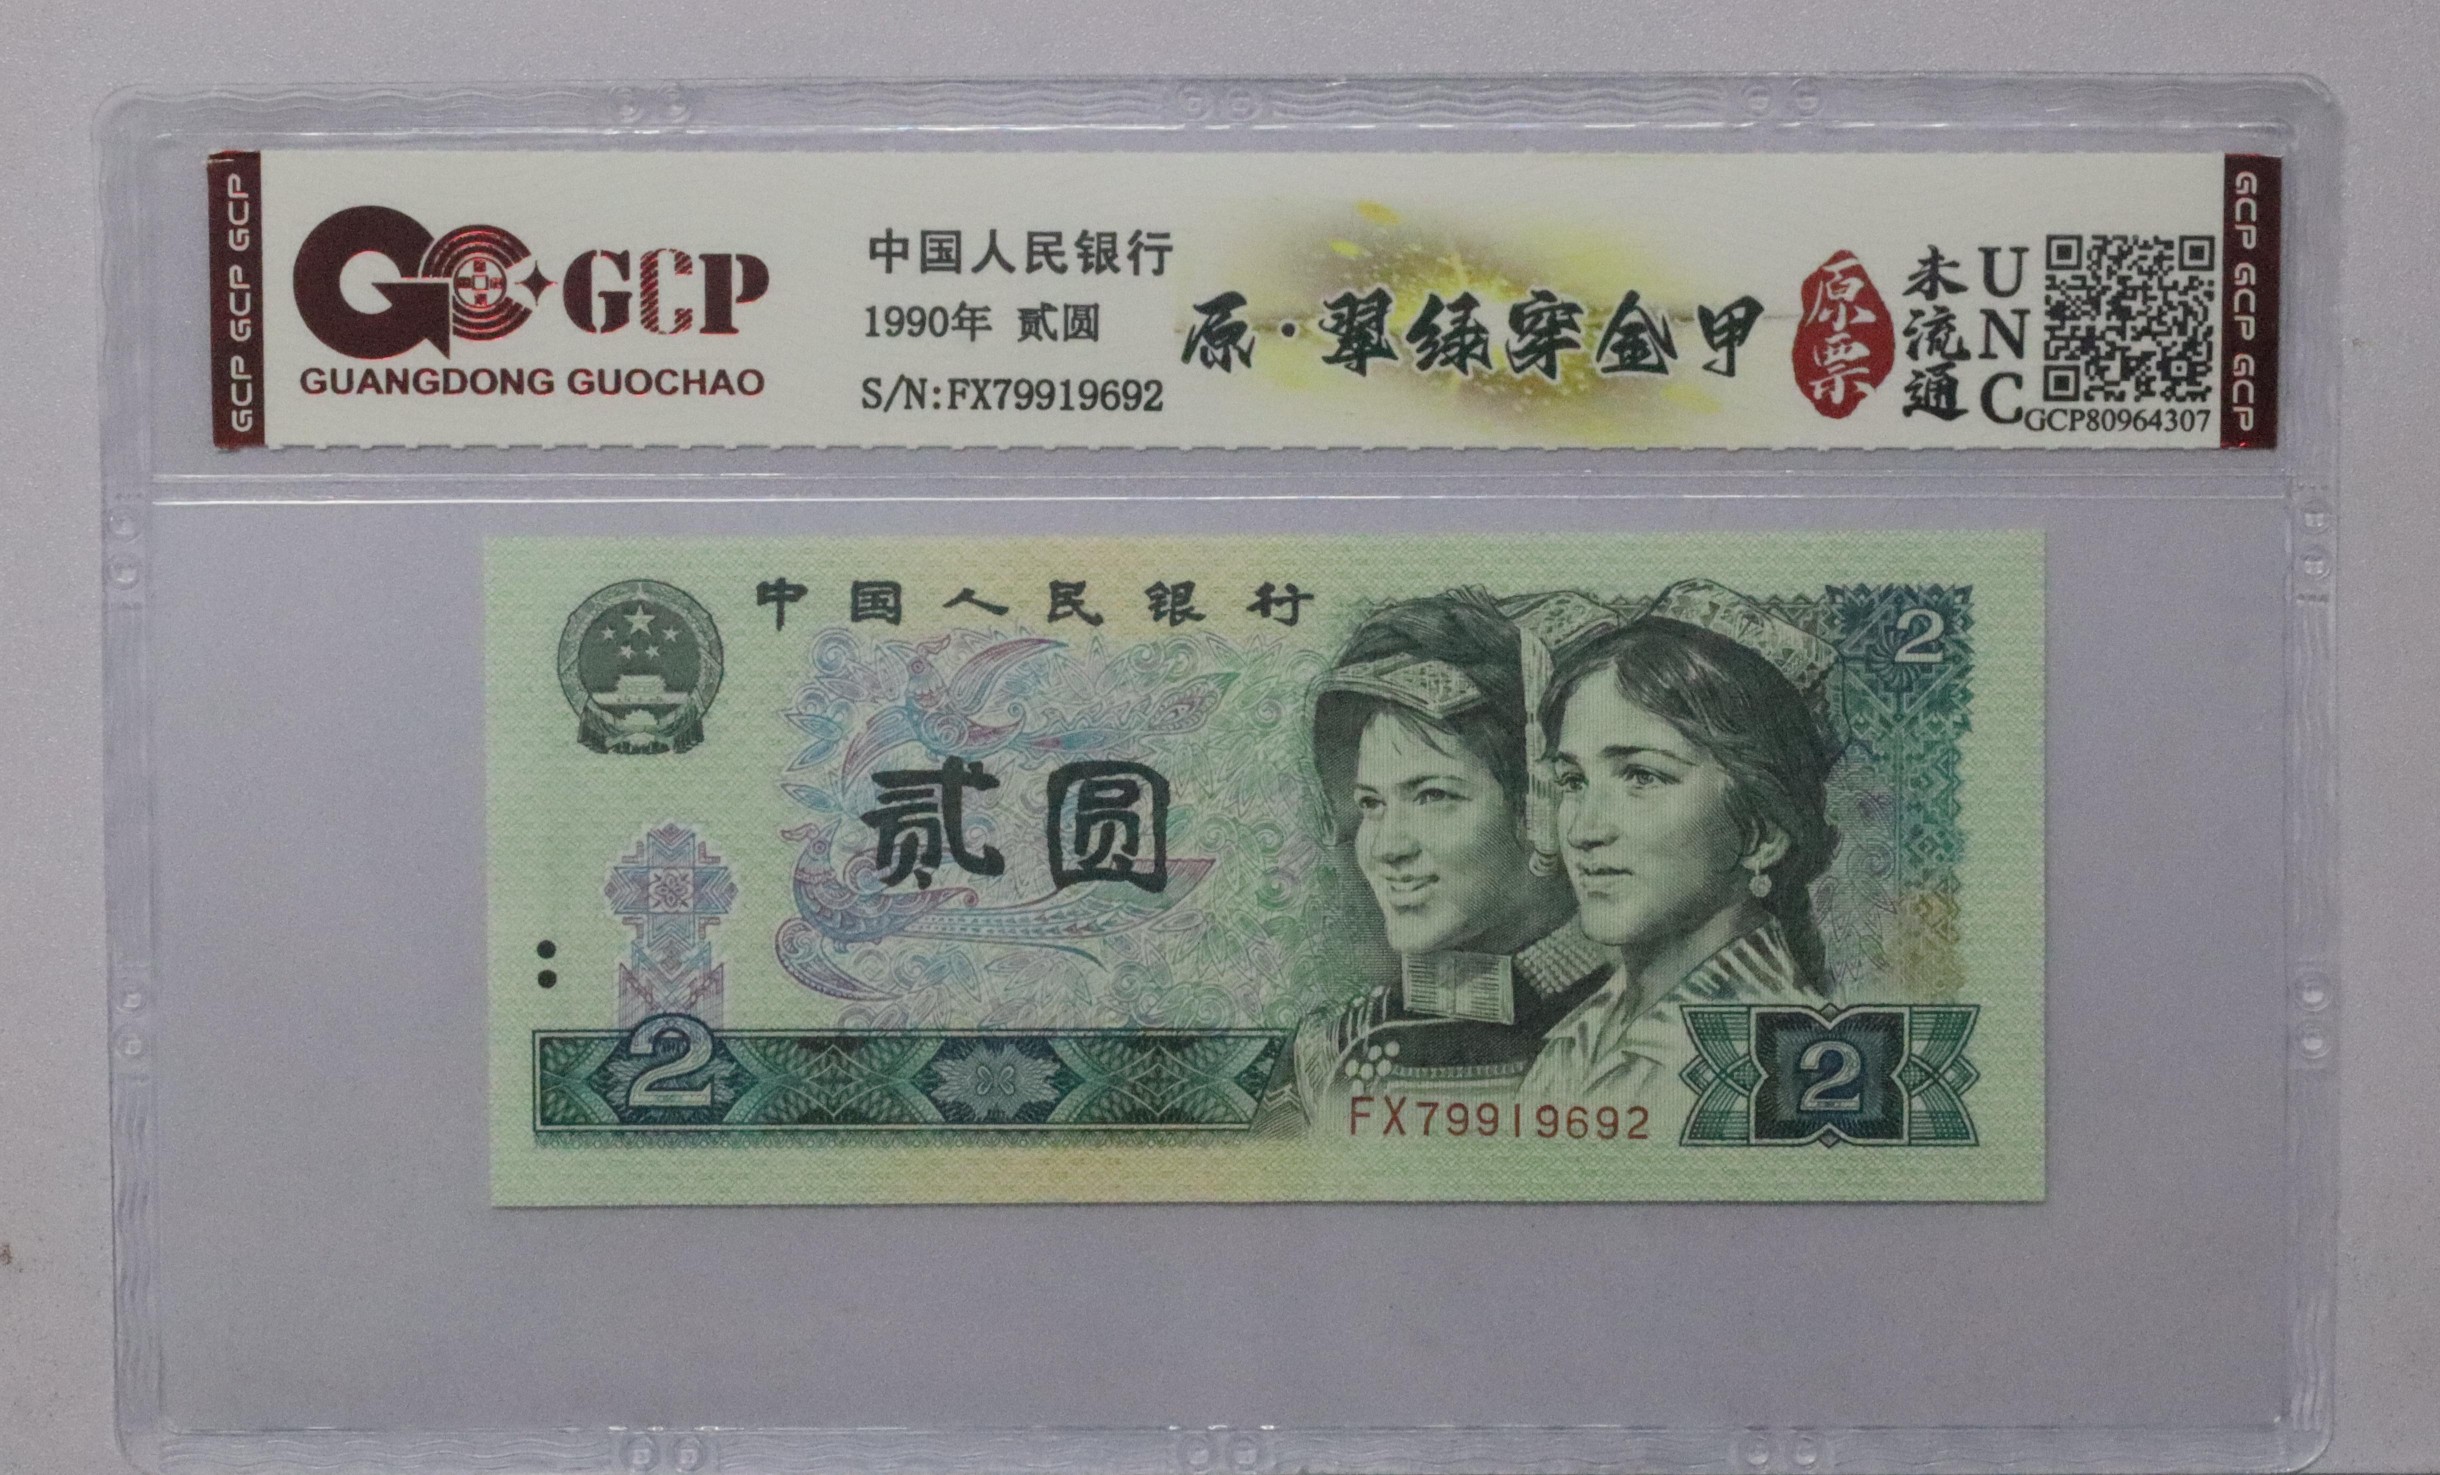 GCP GCP GCP
GCP
GUANGDONG GUOCHAO
中国人民银行
1990年 贰圆
S/N:FX79919692
原·翠绿穿金甲
原票
未流通
UNC
GCP80964307
GCP GCP GCP
中国人民银行
2
贰圆
2
2
FX79919692